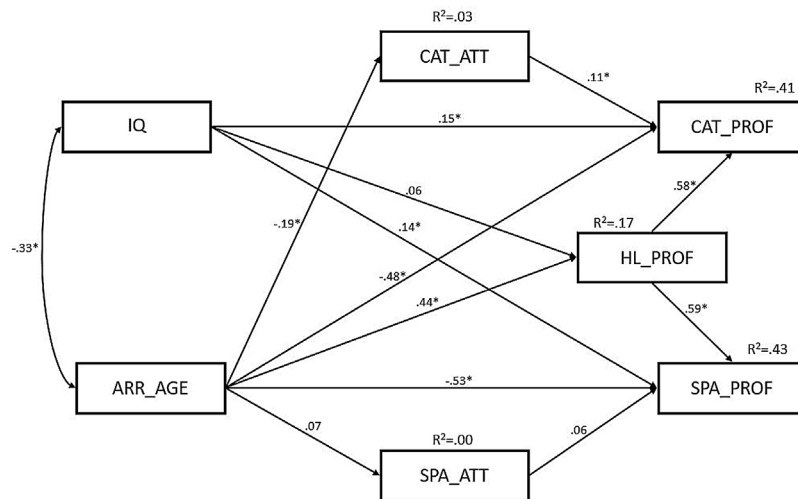 R²=.03
CAT_ATT
.11*
R²=.41
IQ
.15*
CAT_PROF
.06
.58*
-.19*
R²=.17
-.33*
.14*
HL_PROF
-.48*
.44*
.59*
R²=.43
ARR_AGE
-.53*
SPA_PROF
.07
R²=.00
.06
SPA_ATT